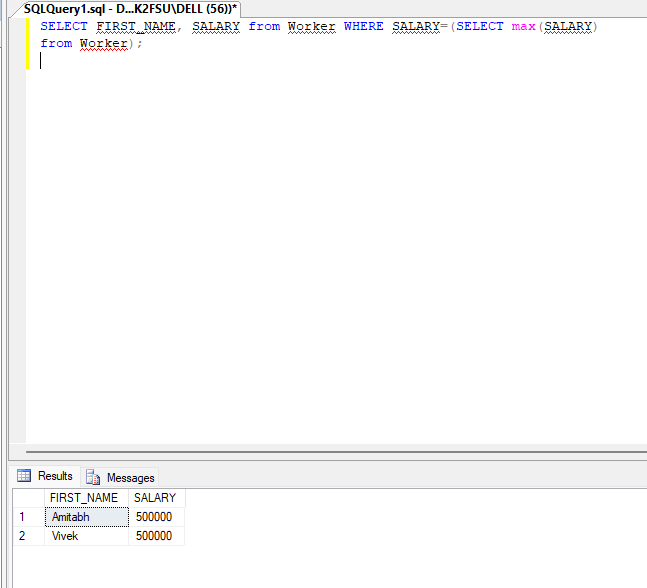 SQLQuery1.sql - D...K2FSU\DELL (56))*
SELECT FIRST_NAME, SALARY from Worker WHERE SALARY=(SELECT max(SALARY)
from Worker);
Results Messages
FIRST_NAME SALARY
1 Amitabh 500000
2 Vivek 500000